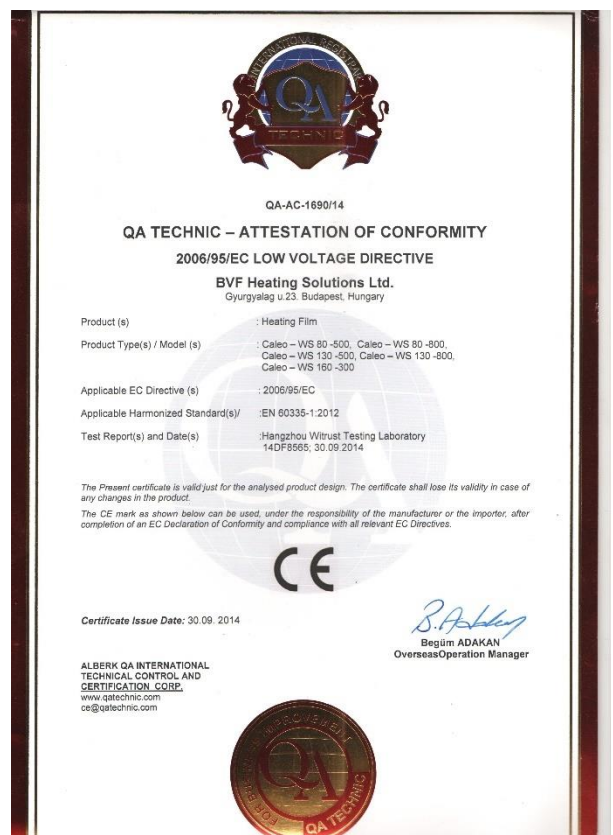 INTERNATIONAL REGISTRAR
QA
TECHNIC
QA-AC-1690/14
QA TECHNIC – ATTESTATION OF CONFORMITY
2006/95/EC LOW VOLTAGE DIRECTIVE
BVF Heating Solutions Ltd.
Gyurgyalag u.23. Budapest, Hungary
Product (s) : Heating Film
Product Type(s) / Model (s) : Caleo – WS 80 -500, Caleo – WS 80 -800,
Caleo – WS 130 -500, Caleo – WS 130 -800,
Caleo – WS 160 -300
Applicable EC Directive (s) : 2006/95/EC
Applicable Harmonized Standard(s)/ :EN 60335-1:2012
Test Report(s) and Date(s) :Hangzhou Witrust Testing Laboratory
14DF8565; 30.09.2014
The Present certificate is valid just for the analysed product design. The certificate shall lose its validity in case of
any changes in the product.
The CE mark as shown below can be used, under the responsibility of the manufacturer or the importer, after
completion of an EC Declaration of Conformity and compliance with all relevant EC Directives.
CE
Certificate Issue Date: 30.09. 2014
B. Adakan
Begüm ADAKAN
OverseasOperation Manager
ALBERK QA INTERNATIONAL
TECHNICAL CONTROL AND
CERTIFICATION CORP.
www.qatechnic.com
ce@qatechnic.com
IMPROVEMENT
QA
QA TECHNIC